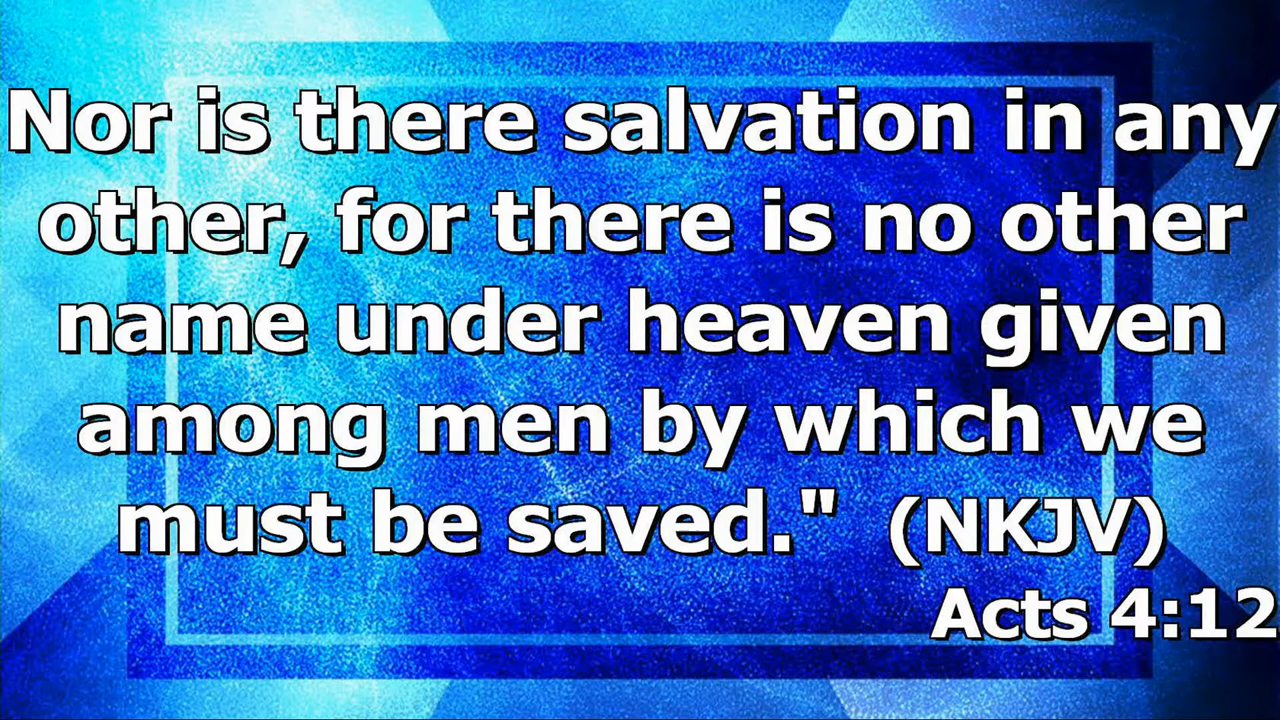 Nor is there salvation in any
other, for there is no other
name under heaven given
among men by which we
must be saved." (NKJV)
Acts 4:12